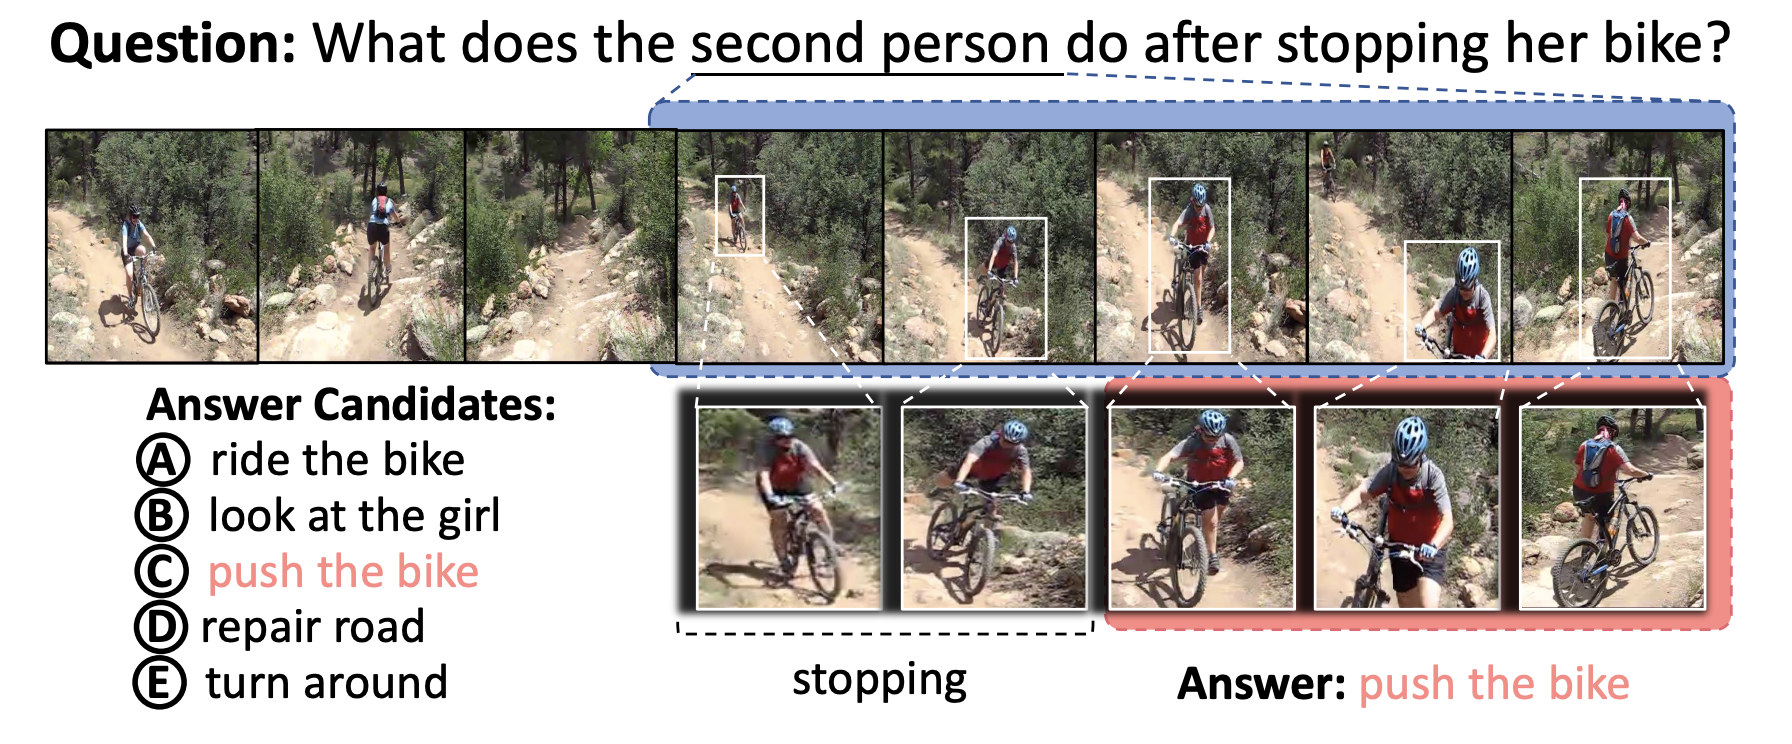 Question: What does the second person do after stopping her bike?
Answer Candidates:
A ride the bike
B look at the girl
C push the bike
D repair road
E turn around
stopping
Answer: push the bike